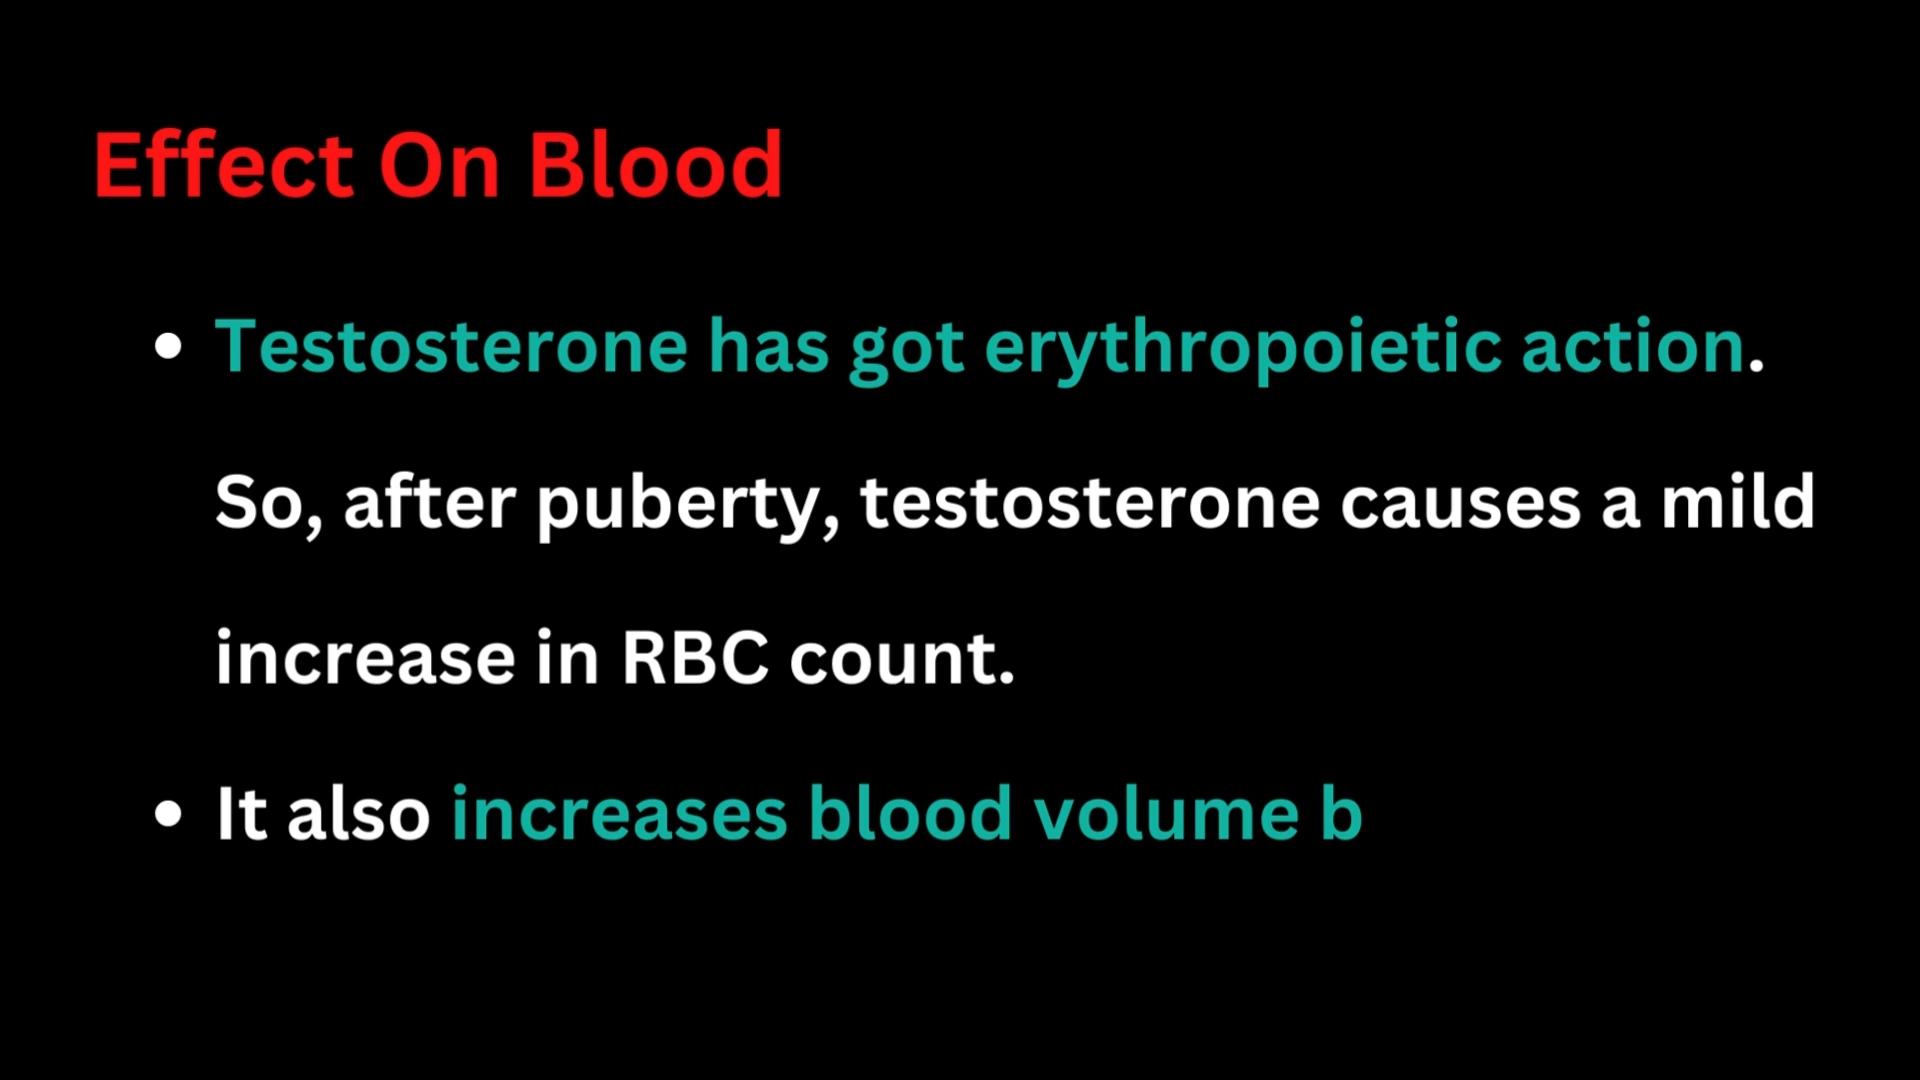 Effect On Blood
• Testosterone has got erythropoietic action.
So, after puberty, testosterone causes a mild
increase in RBC count.
• It also increases blood volume b